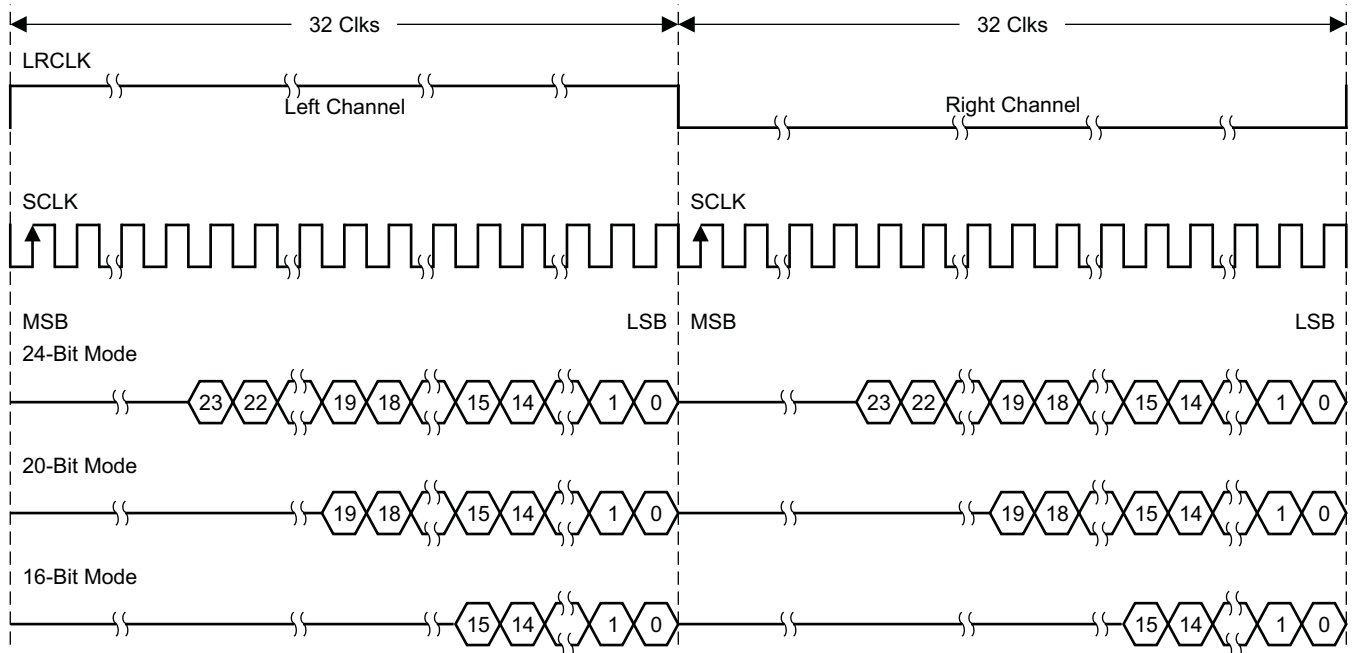 32 Clks 32 Clks
LRCLK
Left Channel Right Channel
SCLK SCLK
MSB LSB MSB LSB
24-Bit Mode
23 22 19 18 15 14 1 0 23 22 19 18 15 14 1 0
20-Bit Mode
19 18 15 14 1 0 19 18 15 14 1 0
16-Bit Mode
15 14 1 0 15 14 1 0